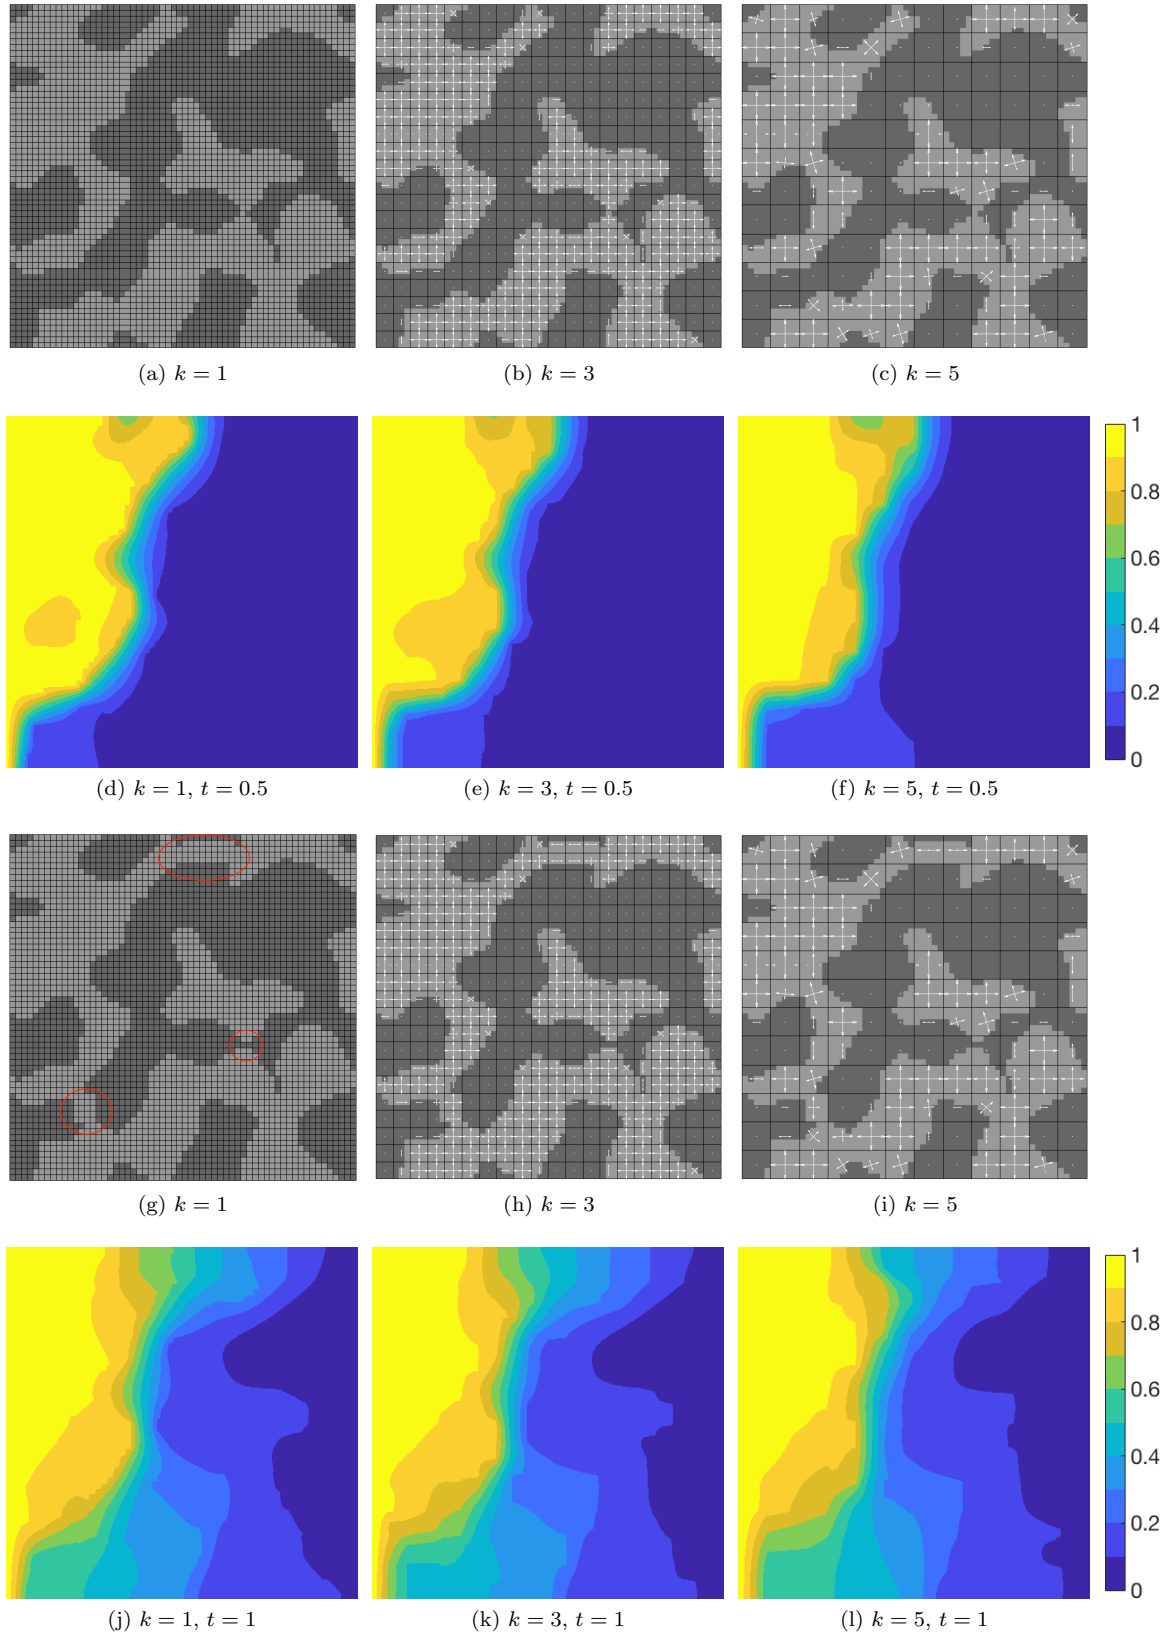 (a) k = 1
(b) k = 3
(c) k = 5
1
0.8
0.6
0.4
0.2
0
(d) k = 1, t = 0.5
(e) k = 3, t = 0.5
(f) k = 5, t = 0.5
(g) k = 1
(h) k = 3
(i) k = 5
1
0.8
0.6
0.4
0.2
0
(j) k = 1, t = 1
(k) k = 3, t = 1
(l) k = 5, t = 1